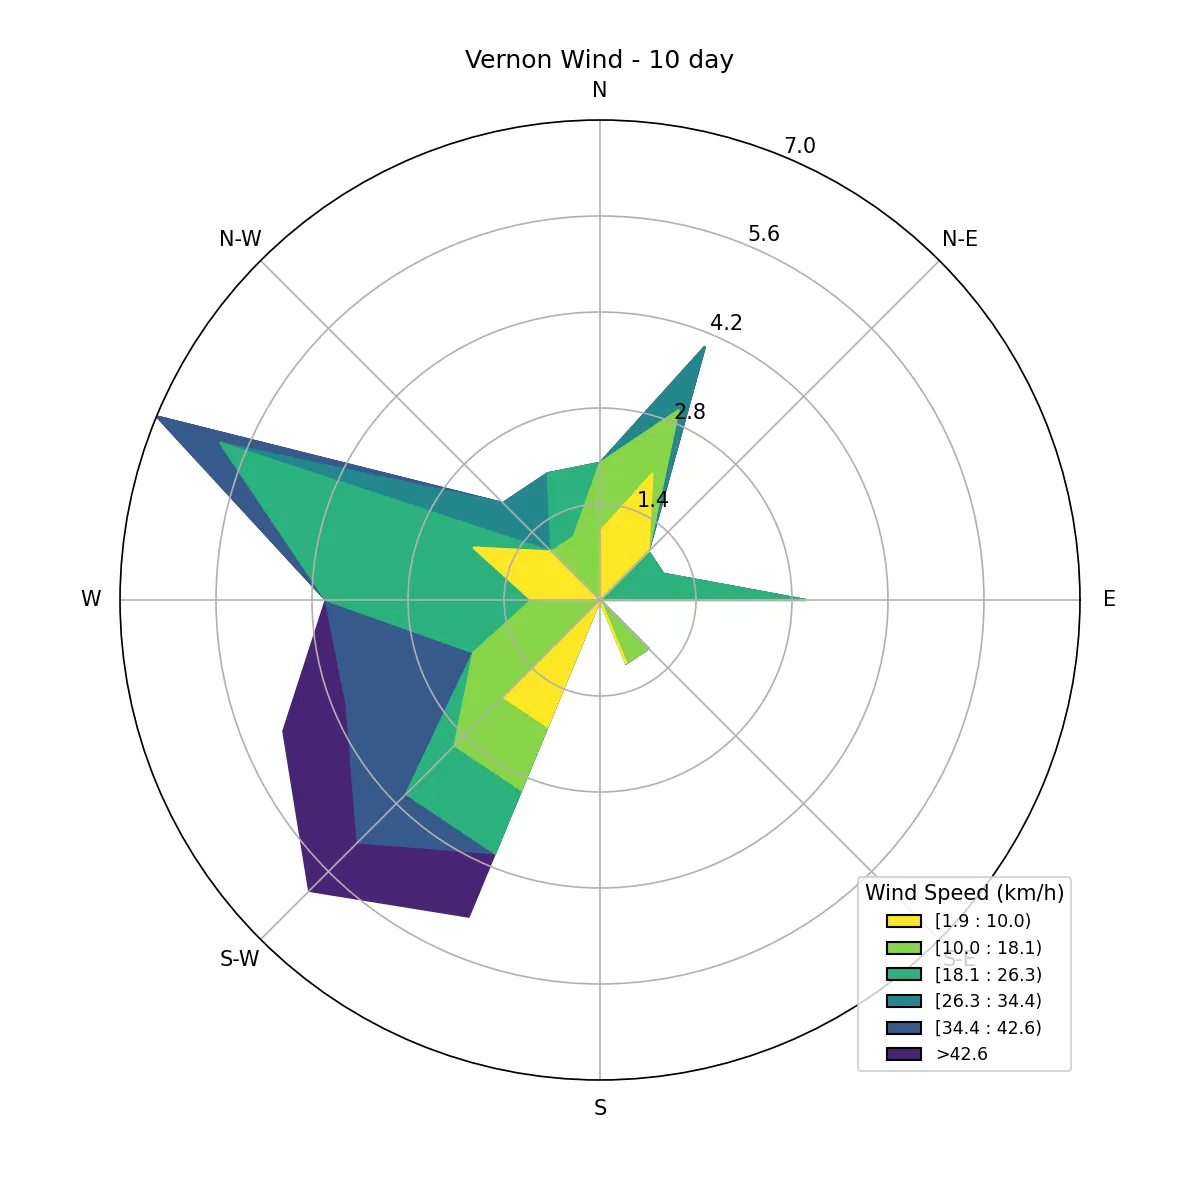 Vernon Wind - 10 day
N
7.0
5.6
N-W
N-E
4.2
2.8
1.4
W
E
Wind Speed (km/h)
[1.9 : 10.0)
[10.0 : 18.1)
S-W
S-E
[18.1 : 26.3)
[26.3 : 34.4)
[34.4 : 42.6)
>42.6
S